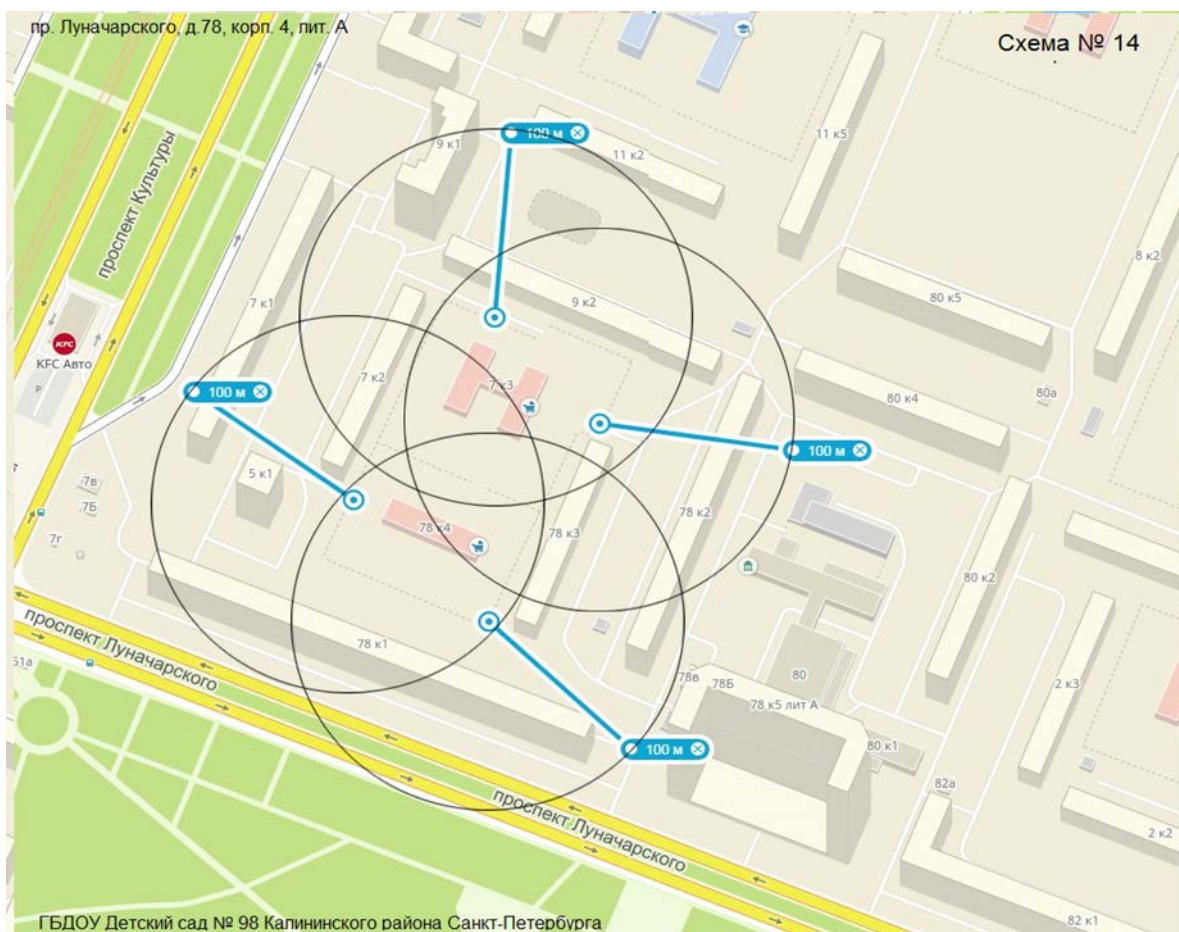 пр. Луначарского, д.78, корп. 4, лит. А
Схема № 14
.
проспект Культуры
9 к1
100 м
11 к2
11 к5
8 к2
7 к1
9 к2
80 к5
KFC
KFC Авто
P
7 к2
7 к3
100 м
80 к4
80а
100 м
5 к1
7в
7Б
7г
78 к4
78 к3
78 к2
80 к2
проспект Луначарского
51а
78 к1
78в
78Б
80
78 к5 лит А
2 к3
100 м
80 к1
82а
проспект Луначарского
2 к2
82 к1
ГБДОУ Детский сад № 98 Калининского района Санкт-Петербурга